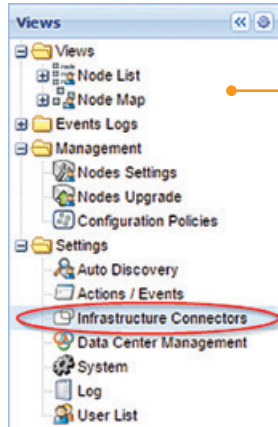 Views
Views
Node List
Node Map
Events Logs
Management
Nodes Settings
Nodes Upgrade
Configuration Policies
Settings
Auto Discovery
Actions / Events
Infrastructure Connectors
Data Center Management
System
Log
User List